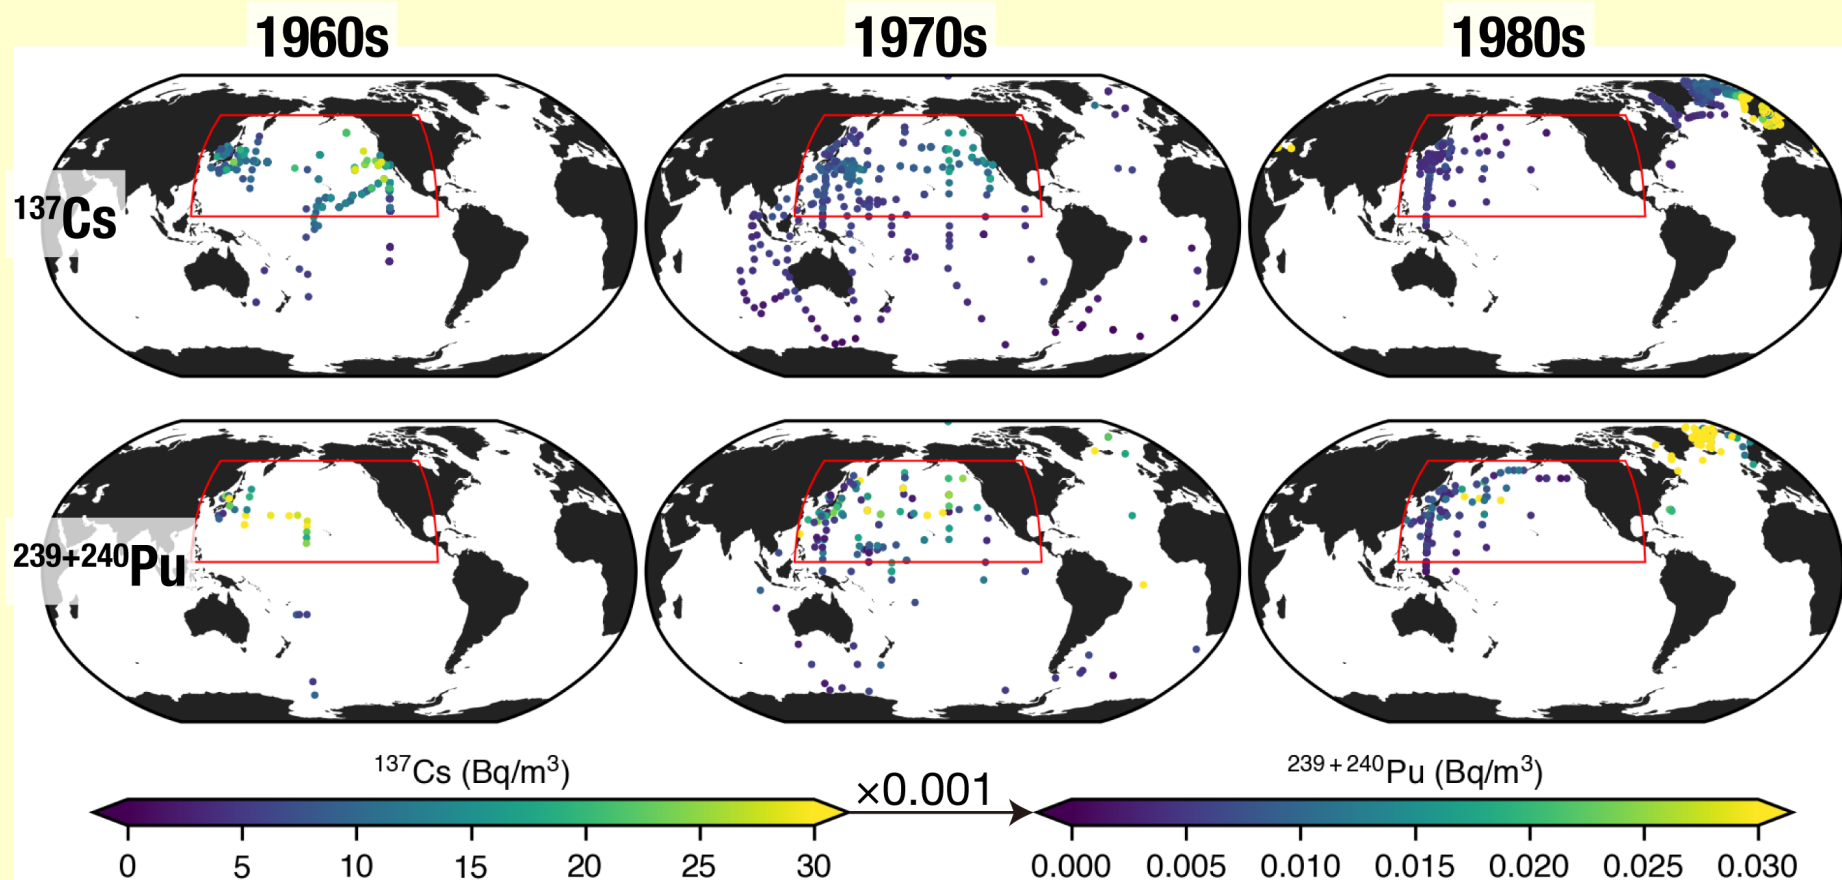 1960s 1970s 1980s
¹³⁷Cs
²³⁹⁺²⁴⁰Pu
¹³⁷Cs (Bq/m³) ×0.001 ²³⁹⁺²⁴⁰Pu (Bq/m³)
0 5 10 15 20 25 30 0.000 0.005 0.010 0.015 0.020 0.025 0.030